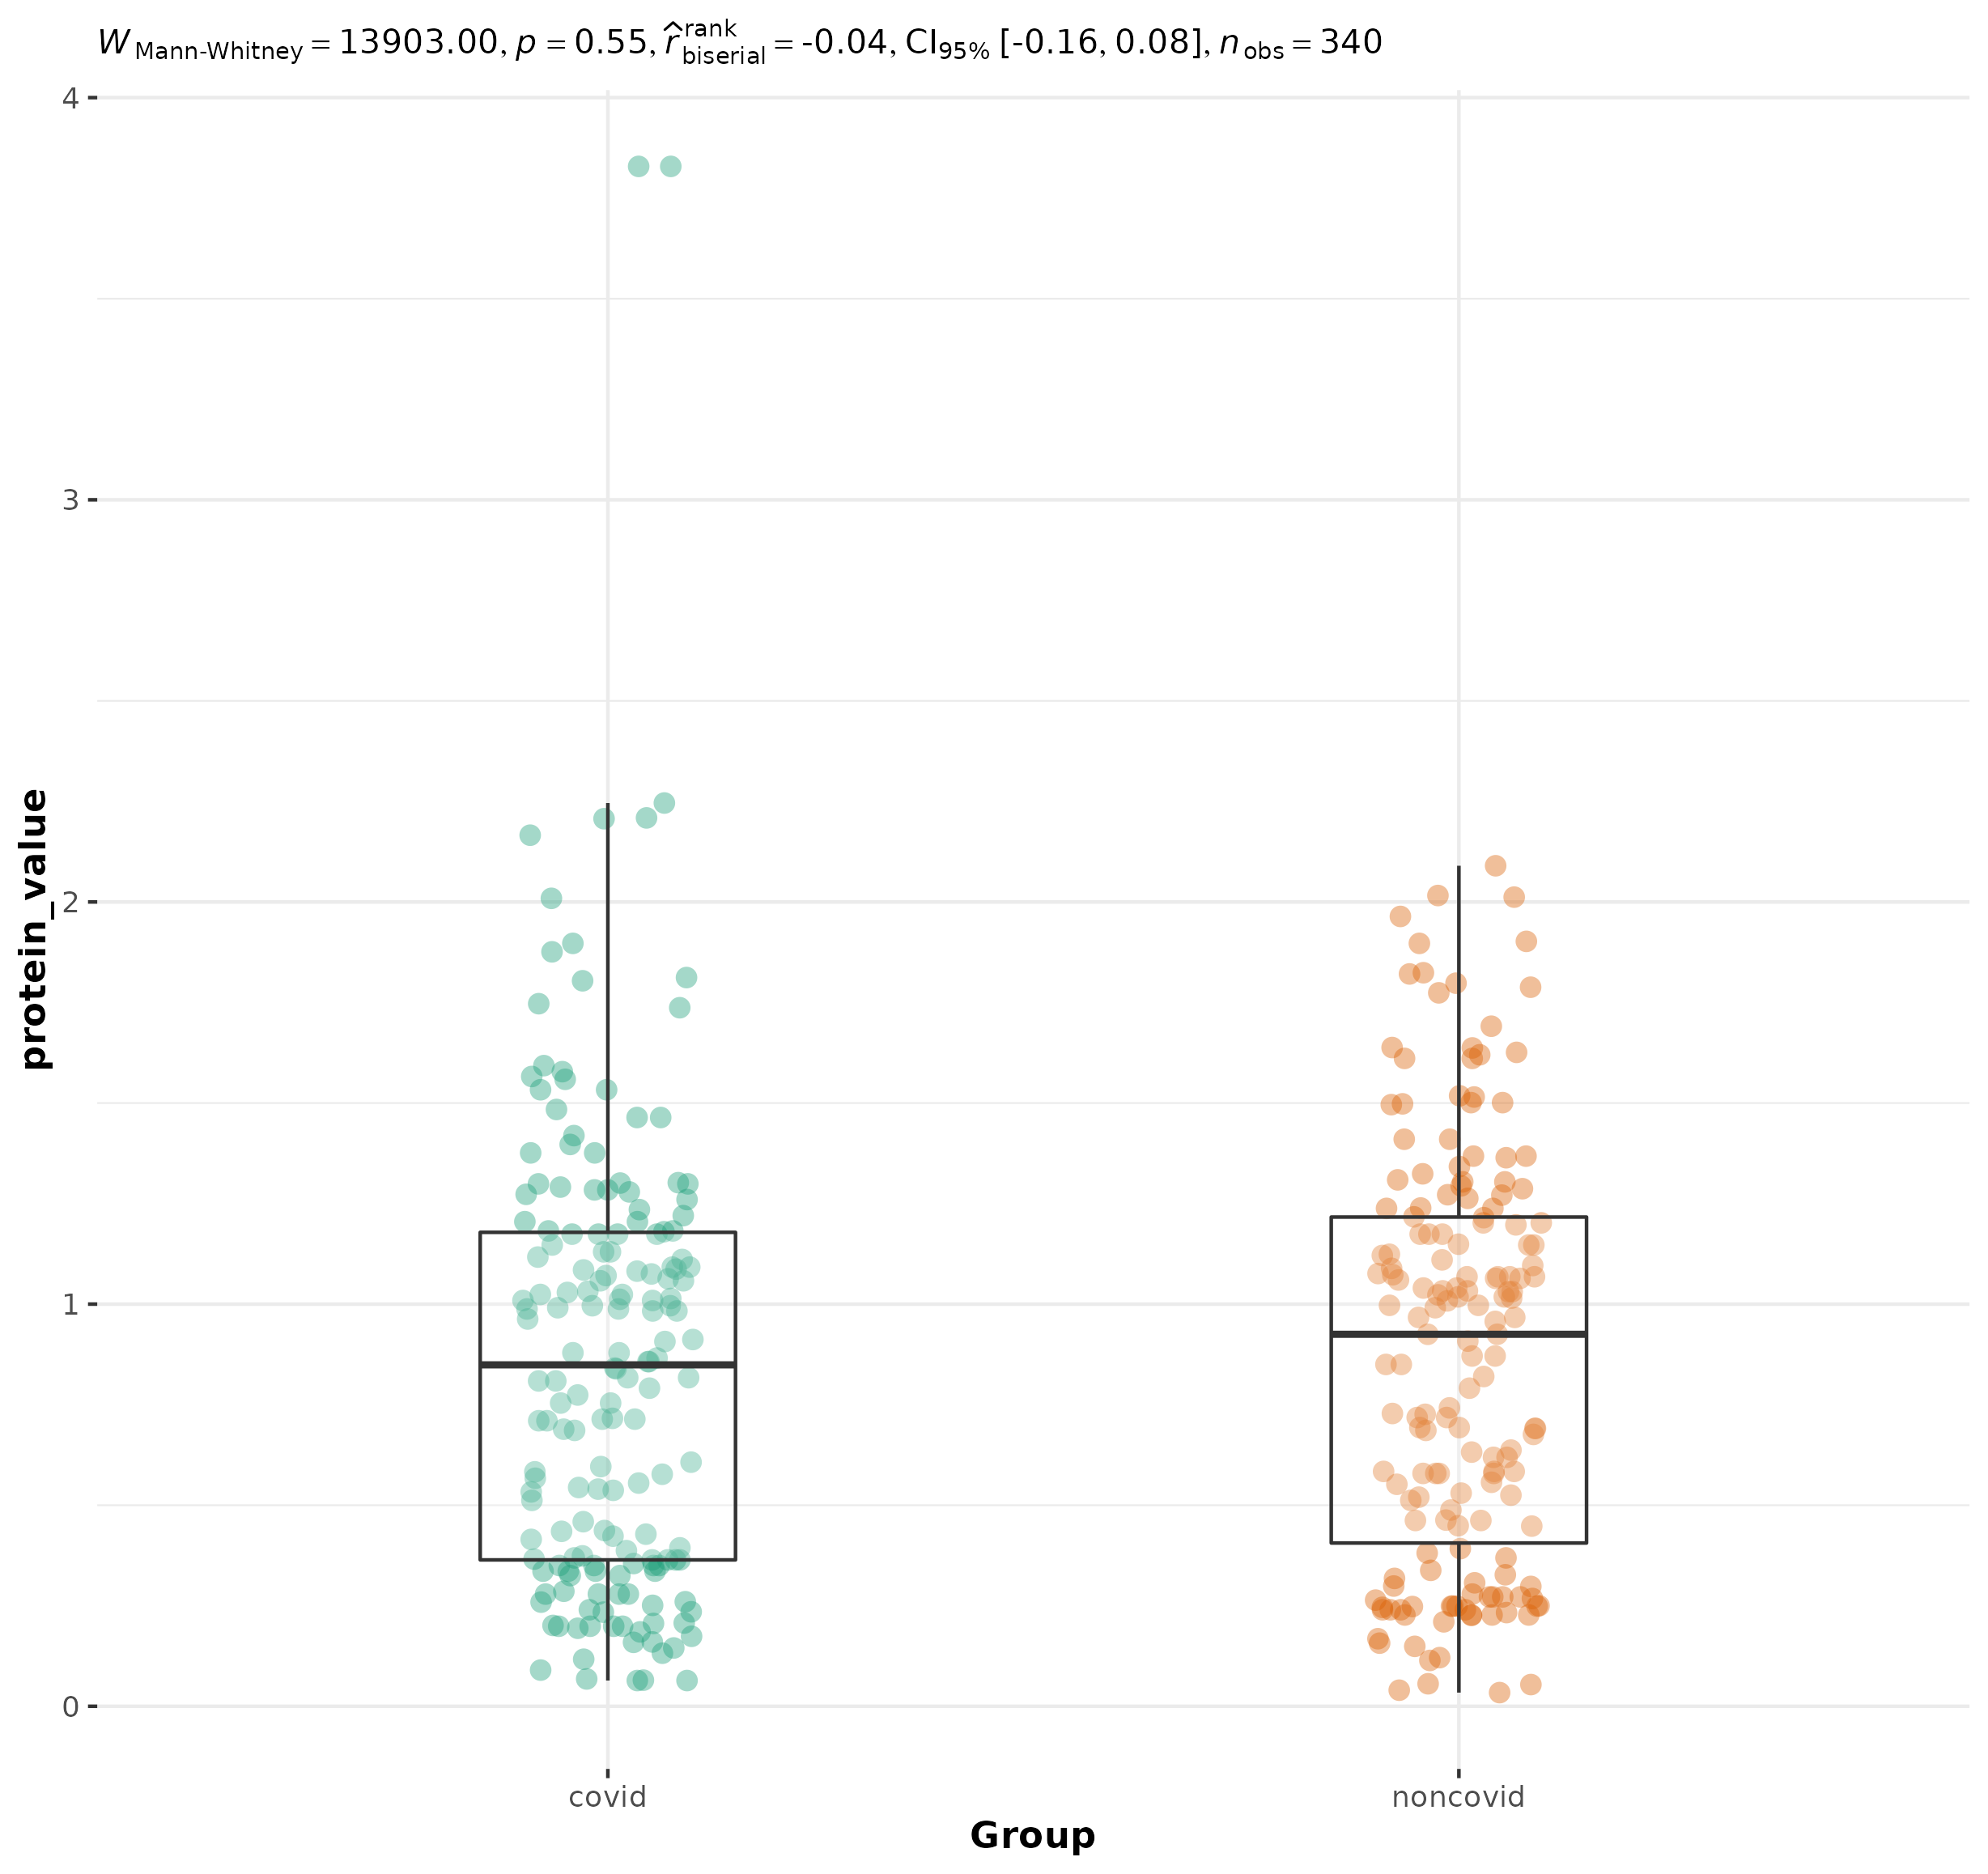 W Mann-Whitney = 13903.00, p = 0.55, r̂ rank biserial = -0.04, CI95% [-0.16, 0.08], n obs = 340
4
3
2
1
0
protein_value
covid noncovid
Group